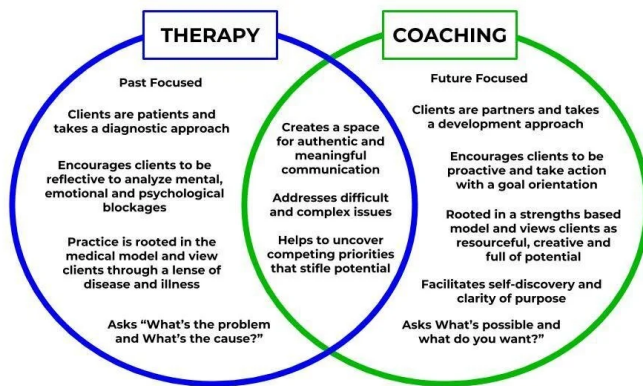 THERAPY
Past Focused
Clients are patients and
takes a diagnostic approach
Encourages clients to be
reflective to analyze mental,
emotional and psychological
blockages
Practice is rooted in the
medical model and view
clients through a lense of
disease and illness
Asks “What’s the problem
and What’s the cause?”
Creates a space
for authentic and
meaningful
communication
Addresses difficult
and complex issues
Helps to uncover
competing priorities
that stifle potential
COACHING
Future Focused
Clients are partners and takes
a development approach
Encourages clients to be
proactive and take action
with a goal orientation
Rooted in a strengths based
model and views clients as
resourceful, creative and
full of potential
Facilitates self-discovery and
clarity of purpose
Asks What’s possible and
what do you want?”